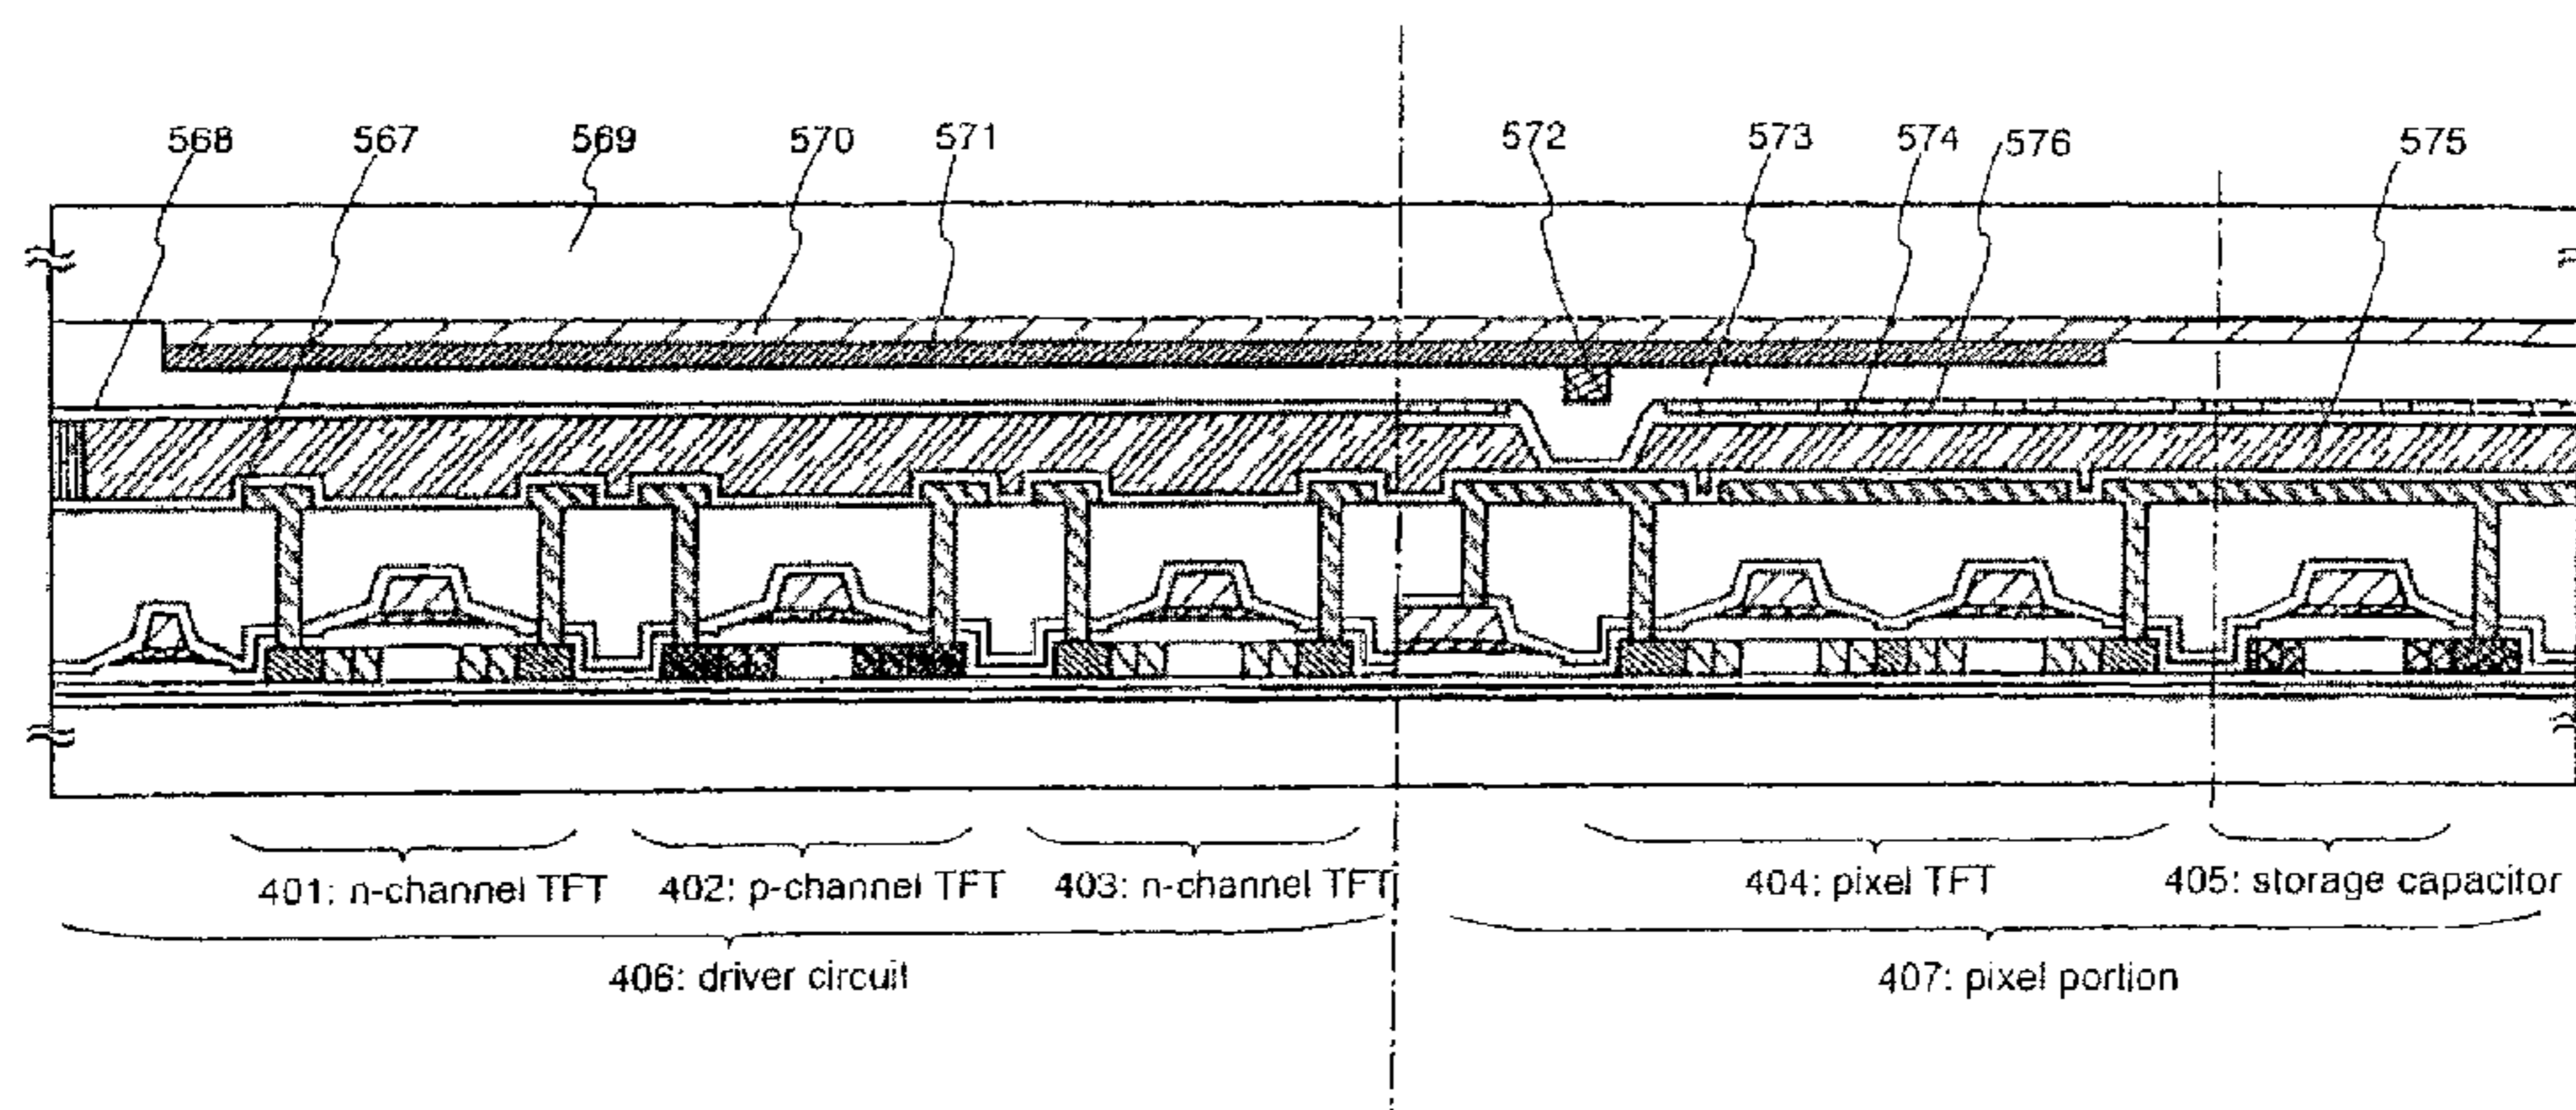 568 567 569 570 571 572 573 574 576 575
401: n-channel TFT 402: p-channel TFT 403: n-channel TFT 404: pixel TFT 405: storage capacitor
406: driver circuit 407: pixel portion